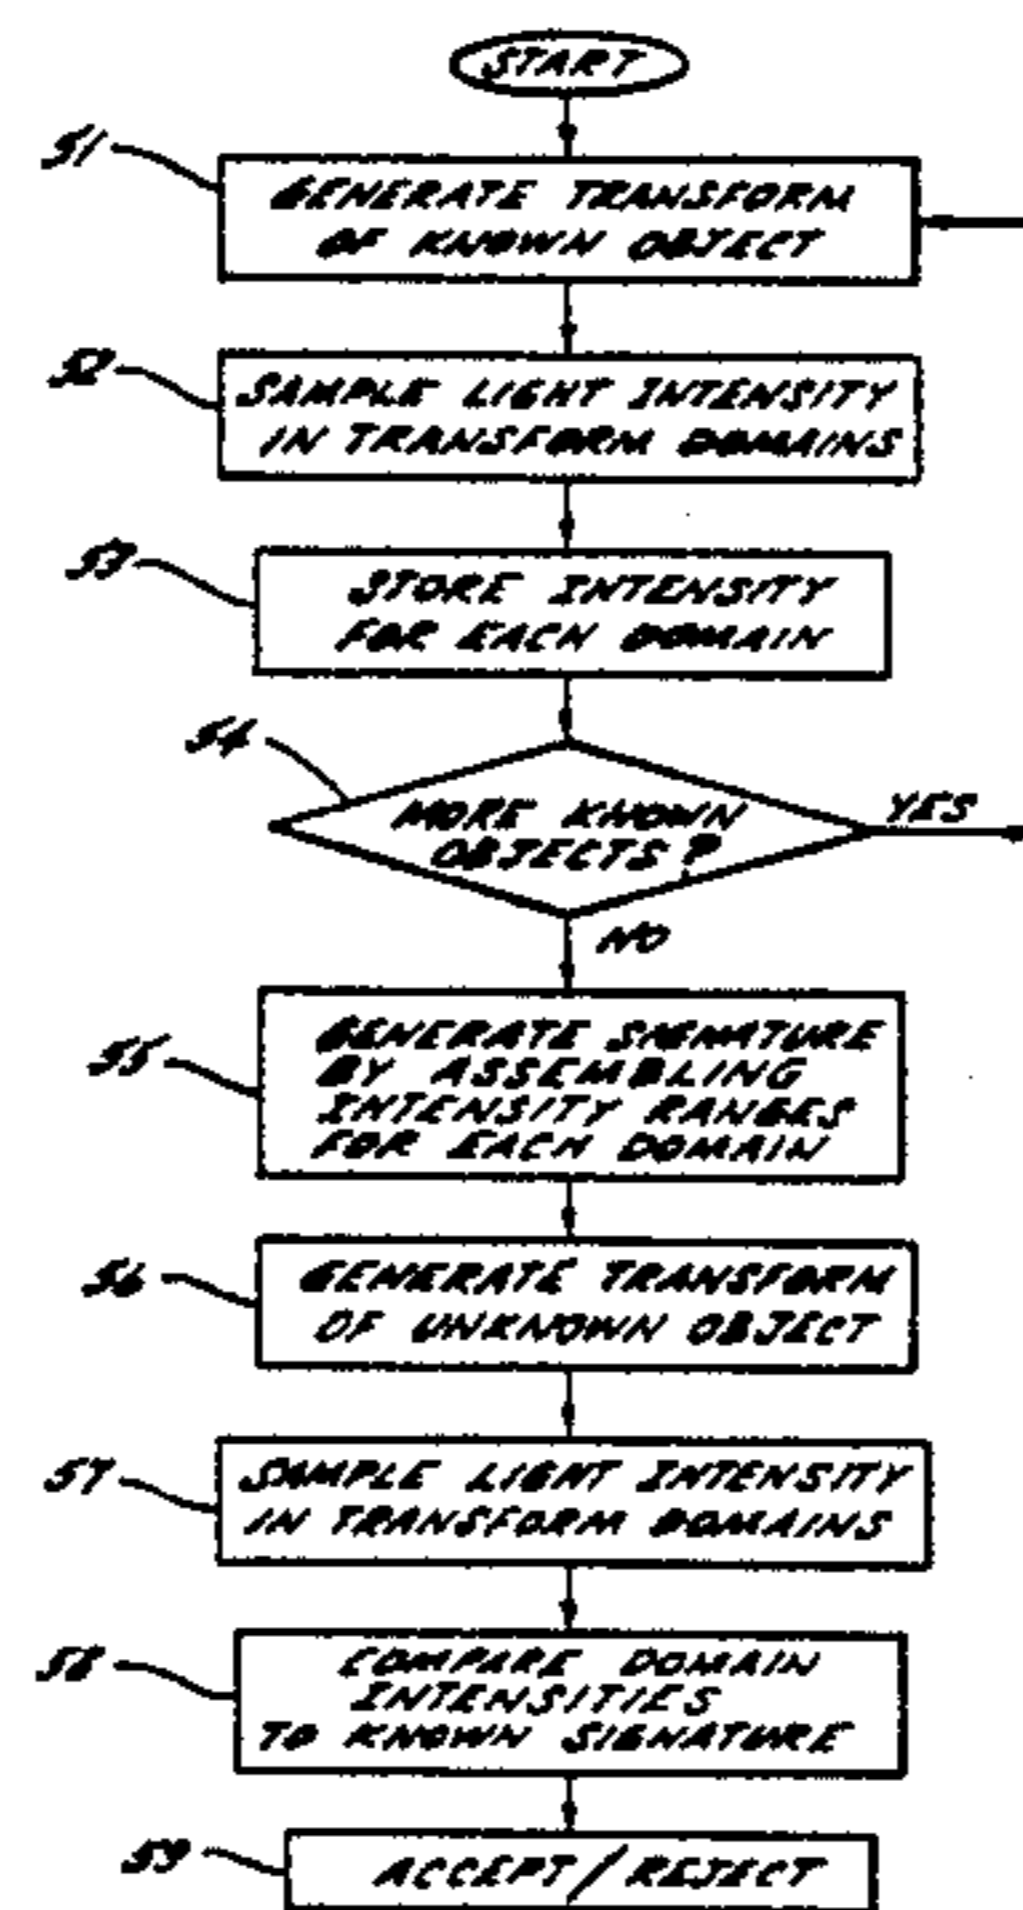 START
51
GENERATE TRANSFORM
OF KNOWN OBJECT
52
SAMPLE LIGHT INTENSITY
IN TRANSFORM DOMAINS
53
STORE INTENSITY
FOR EACH DOMAIN
54
MORE KNOWN
OBJECTS?
YES
NO
55
GENERATE SIGNATURE
BY ASSEMBLING
INTENSITY RANGES
FOR EACH DOMAIN
56
GENERATE TRANSFORM
OF UNKNOWN OBJECT
57
SAMPLE LIGHT INTENSITY
IN TRANSFORM DOMAINS
58
COMPARE DOMAIN
INTENSITIES
TO KNOWN SIGNATURE
59
ACCEPT/REJECT